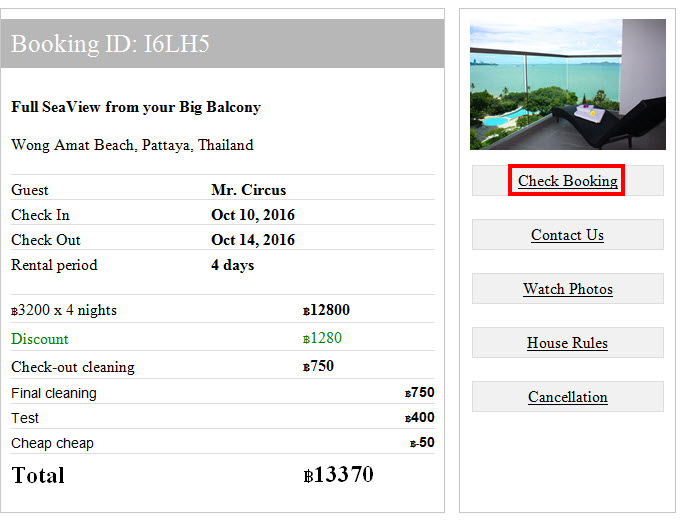 Booking ID: I6LH5
Full SeaView from your Big Balcony
Wong Amat Beach, Pattaya, Thailand
Guest Mr. Circus
Check In Oct 10, 2016
Check Out Oct 14, 2016
Rental period 4 days
฿3200 x 4 nights ฿12800
Discount ฿1280
Check-out cleaning ฿750
Final cleaning ฿750
Test ฿400
Cheap cheap ฿-50
Total ฿13370
Check Booking
Contact Us
Watch Photos
House Rules
Cancellation